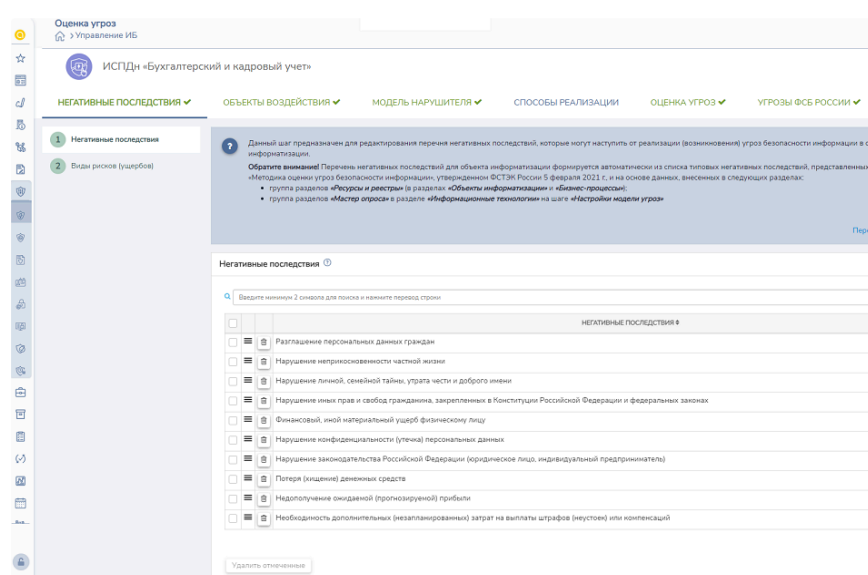 Оценка угроз
Управление ИБ
ИСПДн «Бухгалтерский и кадровый учет»
НЕГАТИВНЫЕ ПОСЛЕДСТВИЯ ОБЪЕКТЫ ВОЗДЕЙСТВИЯ МОДЕЛЬ НАРУШИТЕЛЯ СПОСОБЫ РЕАЛИЗАЦИИ ОЦЕНКА УГРОЗ УГРОЗЫ ФСБ РОССИИ
1 Негативные последствия
2 Виды рисков (ущербов)
? Данный шаг предназначен для редактирования перечня негативных последствий, которые могут наступить от реализации (возникновения) угроз безопасности информации в о
информатизации.
Обратите внимание! Перечень негативных последствий для объекта информатизации формируется автоматически из списка типовых негативных последствий, представленных
«Методика оценки угроз безопасности информации», утвержденном ФСТЭК России 5 февраля 2021 г., и на основе данных, внесенных в следующих разделах:
• группа разделов «Ресурсы и реестры» (в разделах «Объекты информатизации» и «Бизнес-процессы»);
• группа разделов «Мастер опроса» в разделе «Информационные технологии» на шаге «Настройки модели угроз»
Пер
Негативные последствия ?
Введите минимум 2 символа для поиска и нажмите перевод строки
НЕГАТИВНЫЕ ПОСЛЕДСТВИЯ
Разглашение персональных данных граждан
Нарушение неприкосновенности частной жизни
Нарушение личной, семейной тайны, утрата чести и доброго имени
Нарушение иных прав и свобод гражданина, закрепленных в Конституции Российской Федерации и федеральных законах
Финансовый, иной материальный ущерб физическому лицу
Нарушение конфиденциальности (утечка) персональных данных
Нарушение законодательства Российской Федерации (юридическое лицо, индивидуальный предприниматель)
Потеря (хищение) денежных средств
Недополучение ожидаемой (прогнозируемой) прибыли
Необходимость дополнительных (незапланированных) затрат на выплаты штрафов (неустоек) или компенсаций
Удалить отмеченные